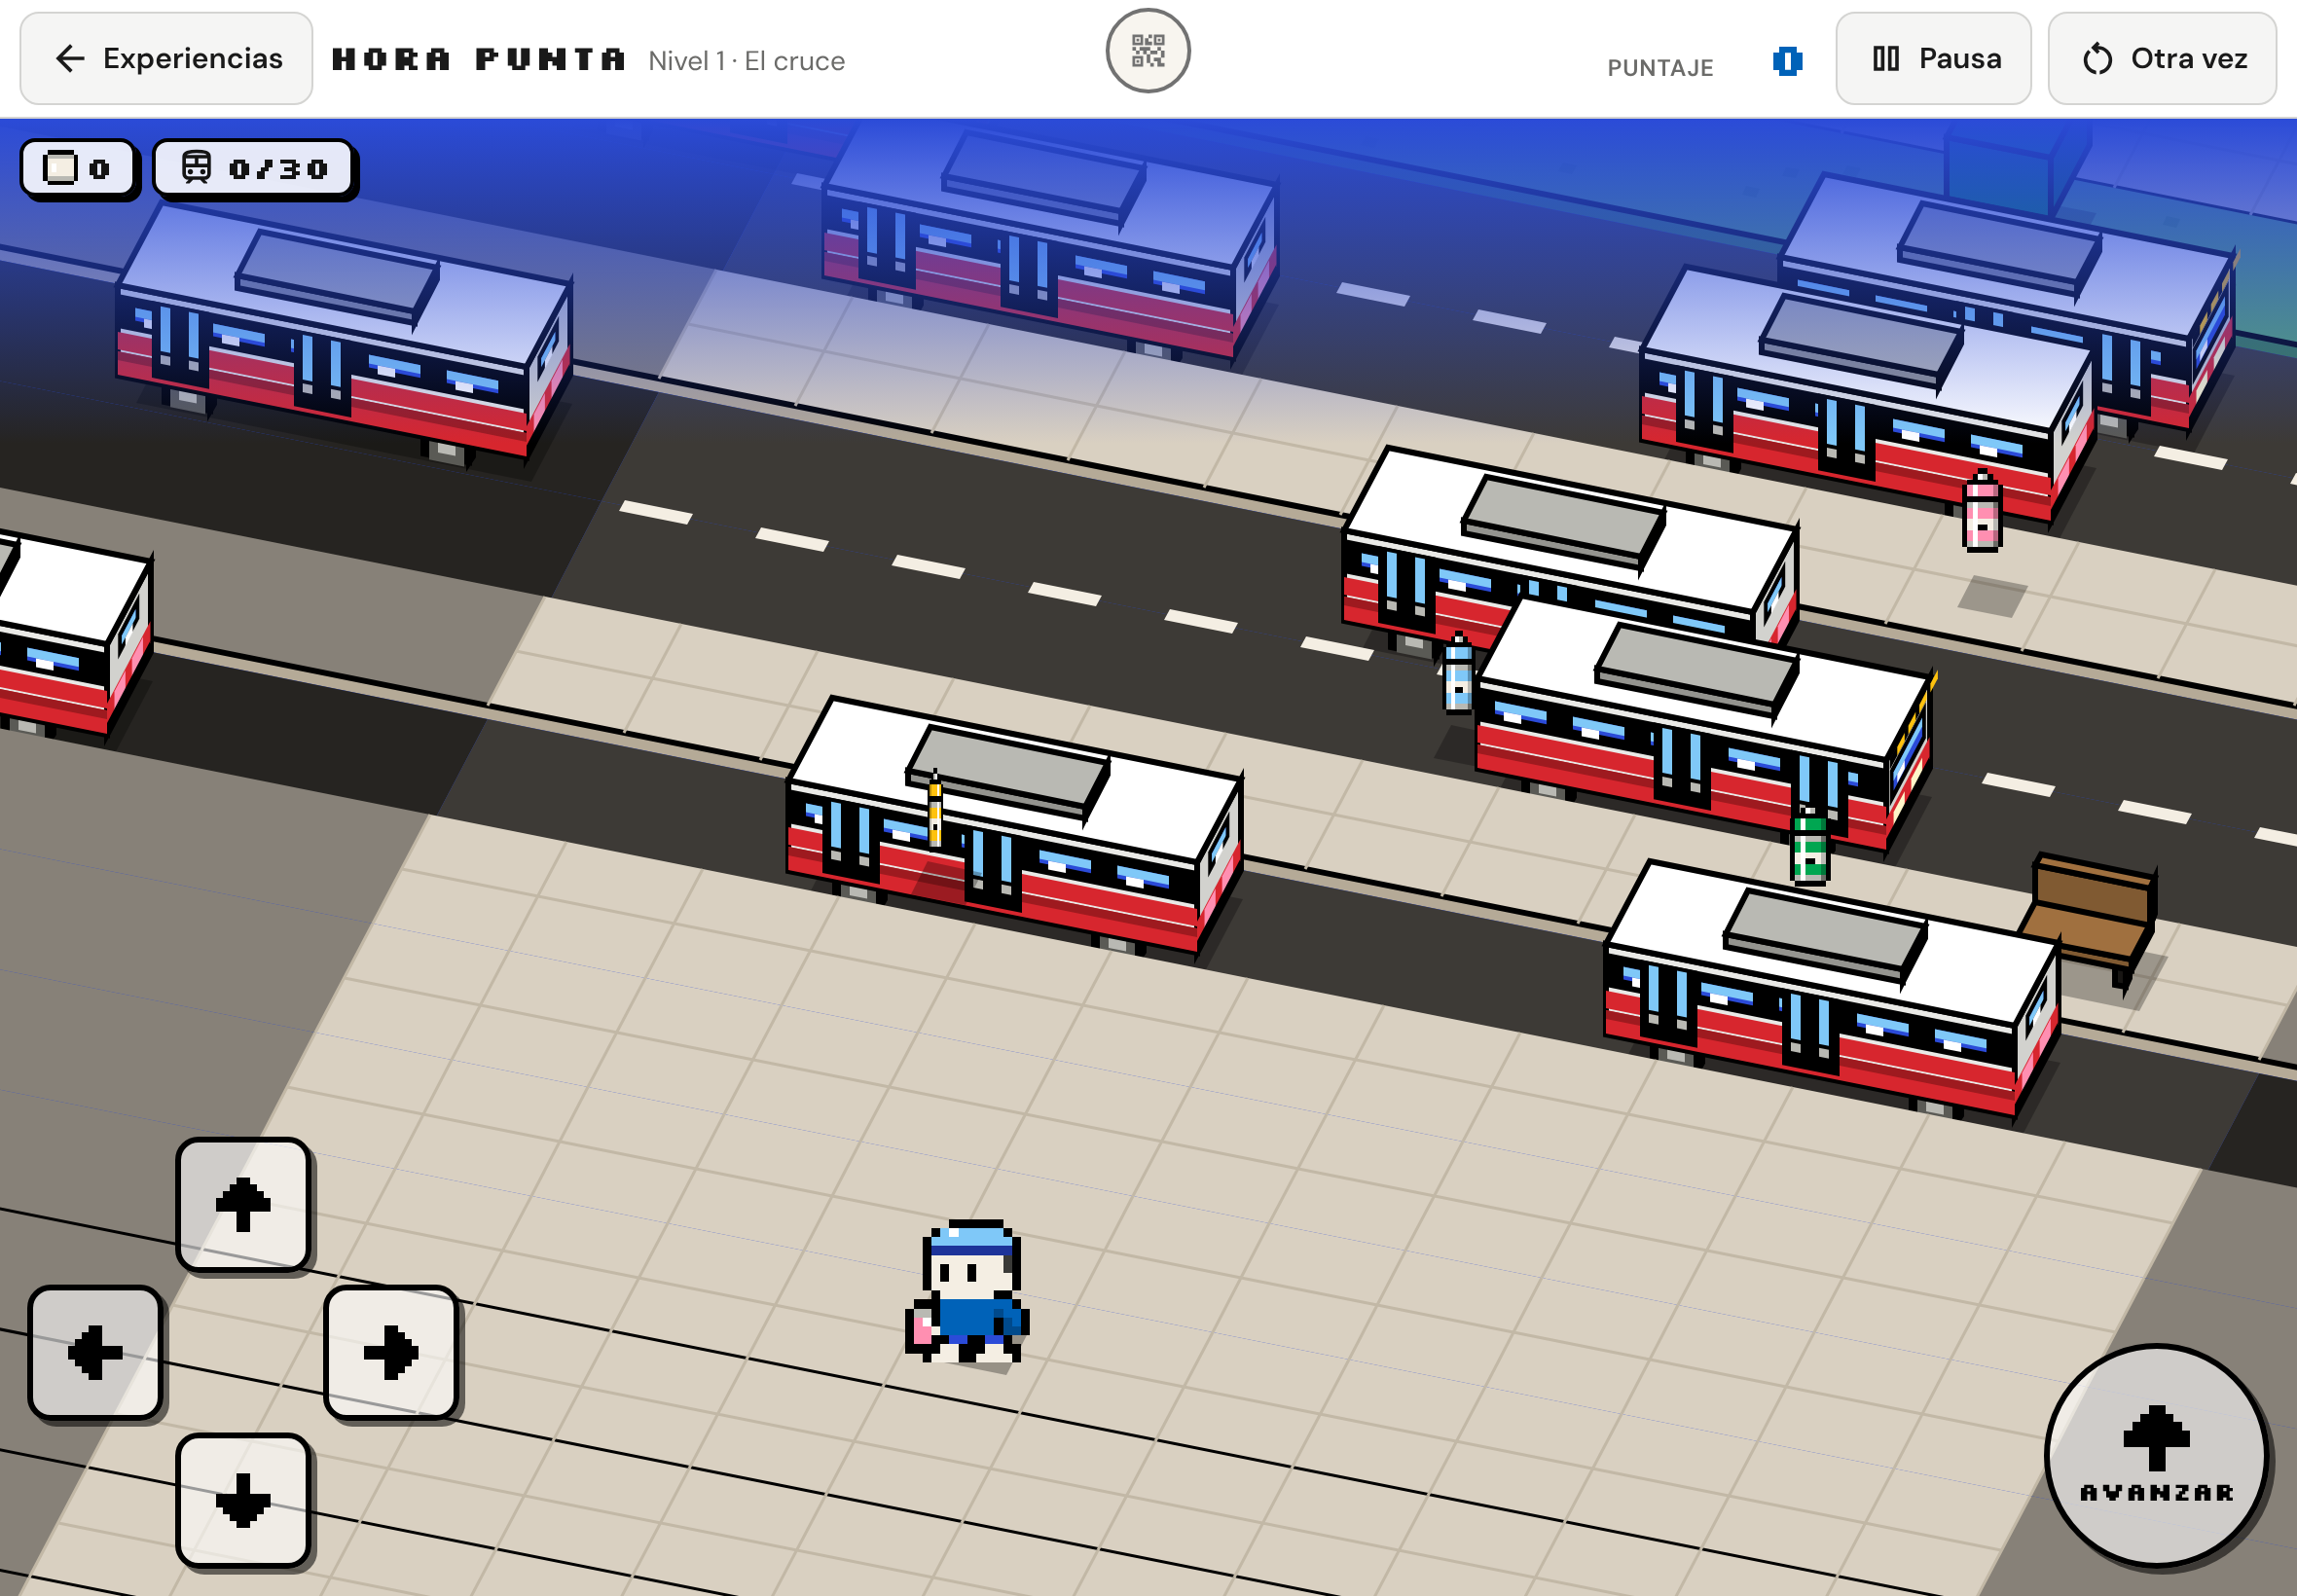 Experiencias
HORA PUNTA
Nivel 1 · El cruce
PUNTAJE 0
Pausa
Otra vez
0
0/30
AVANZAR